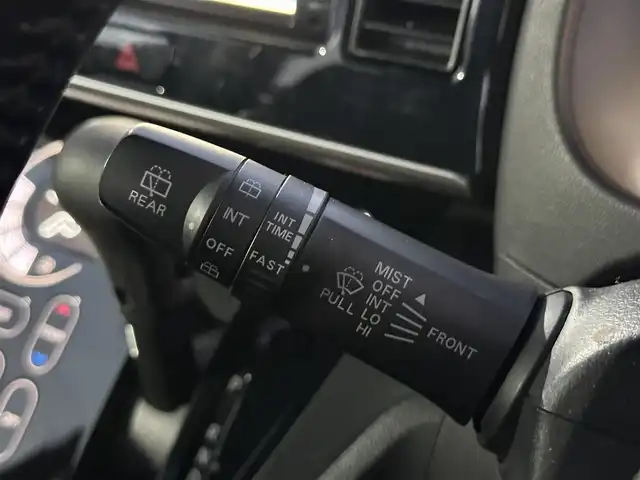 REAR
INT
OFF
INT
TIME
FAST
MIST
OFF
INT
PULL LO
HI
FRONT